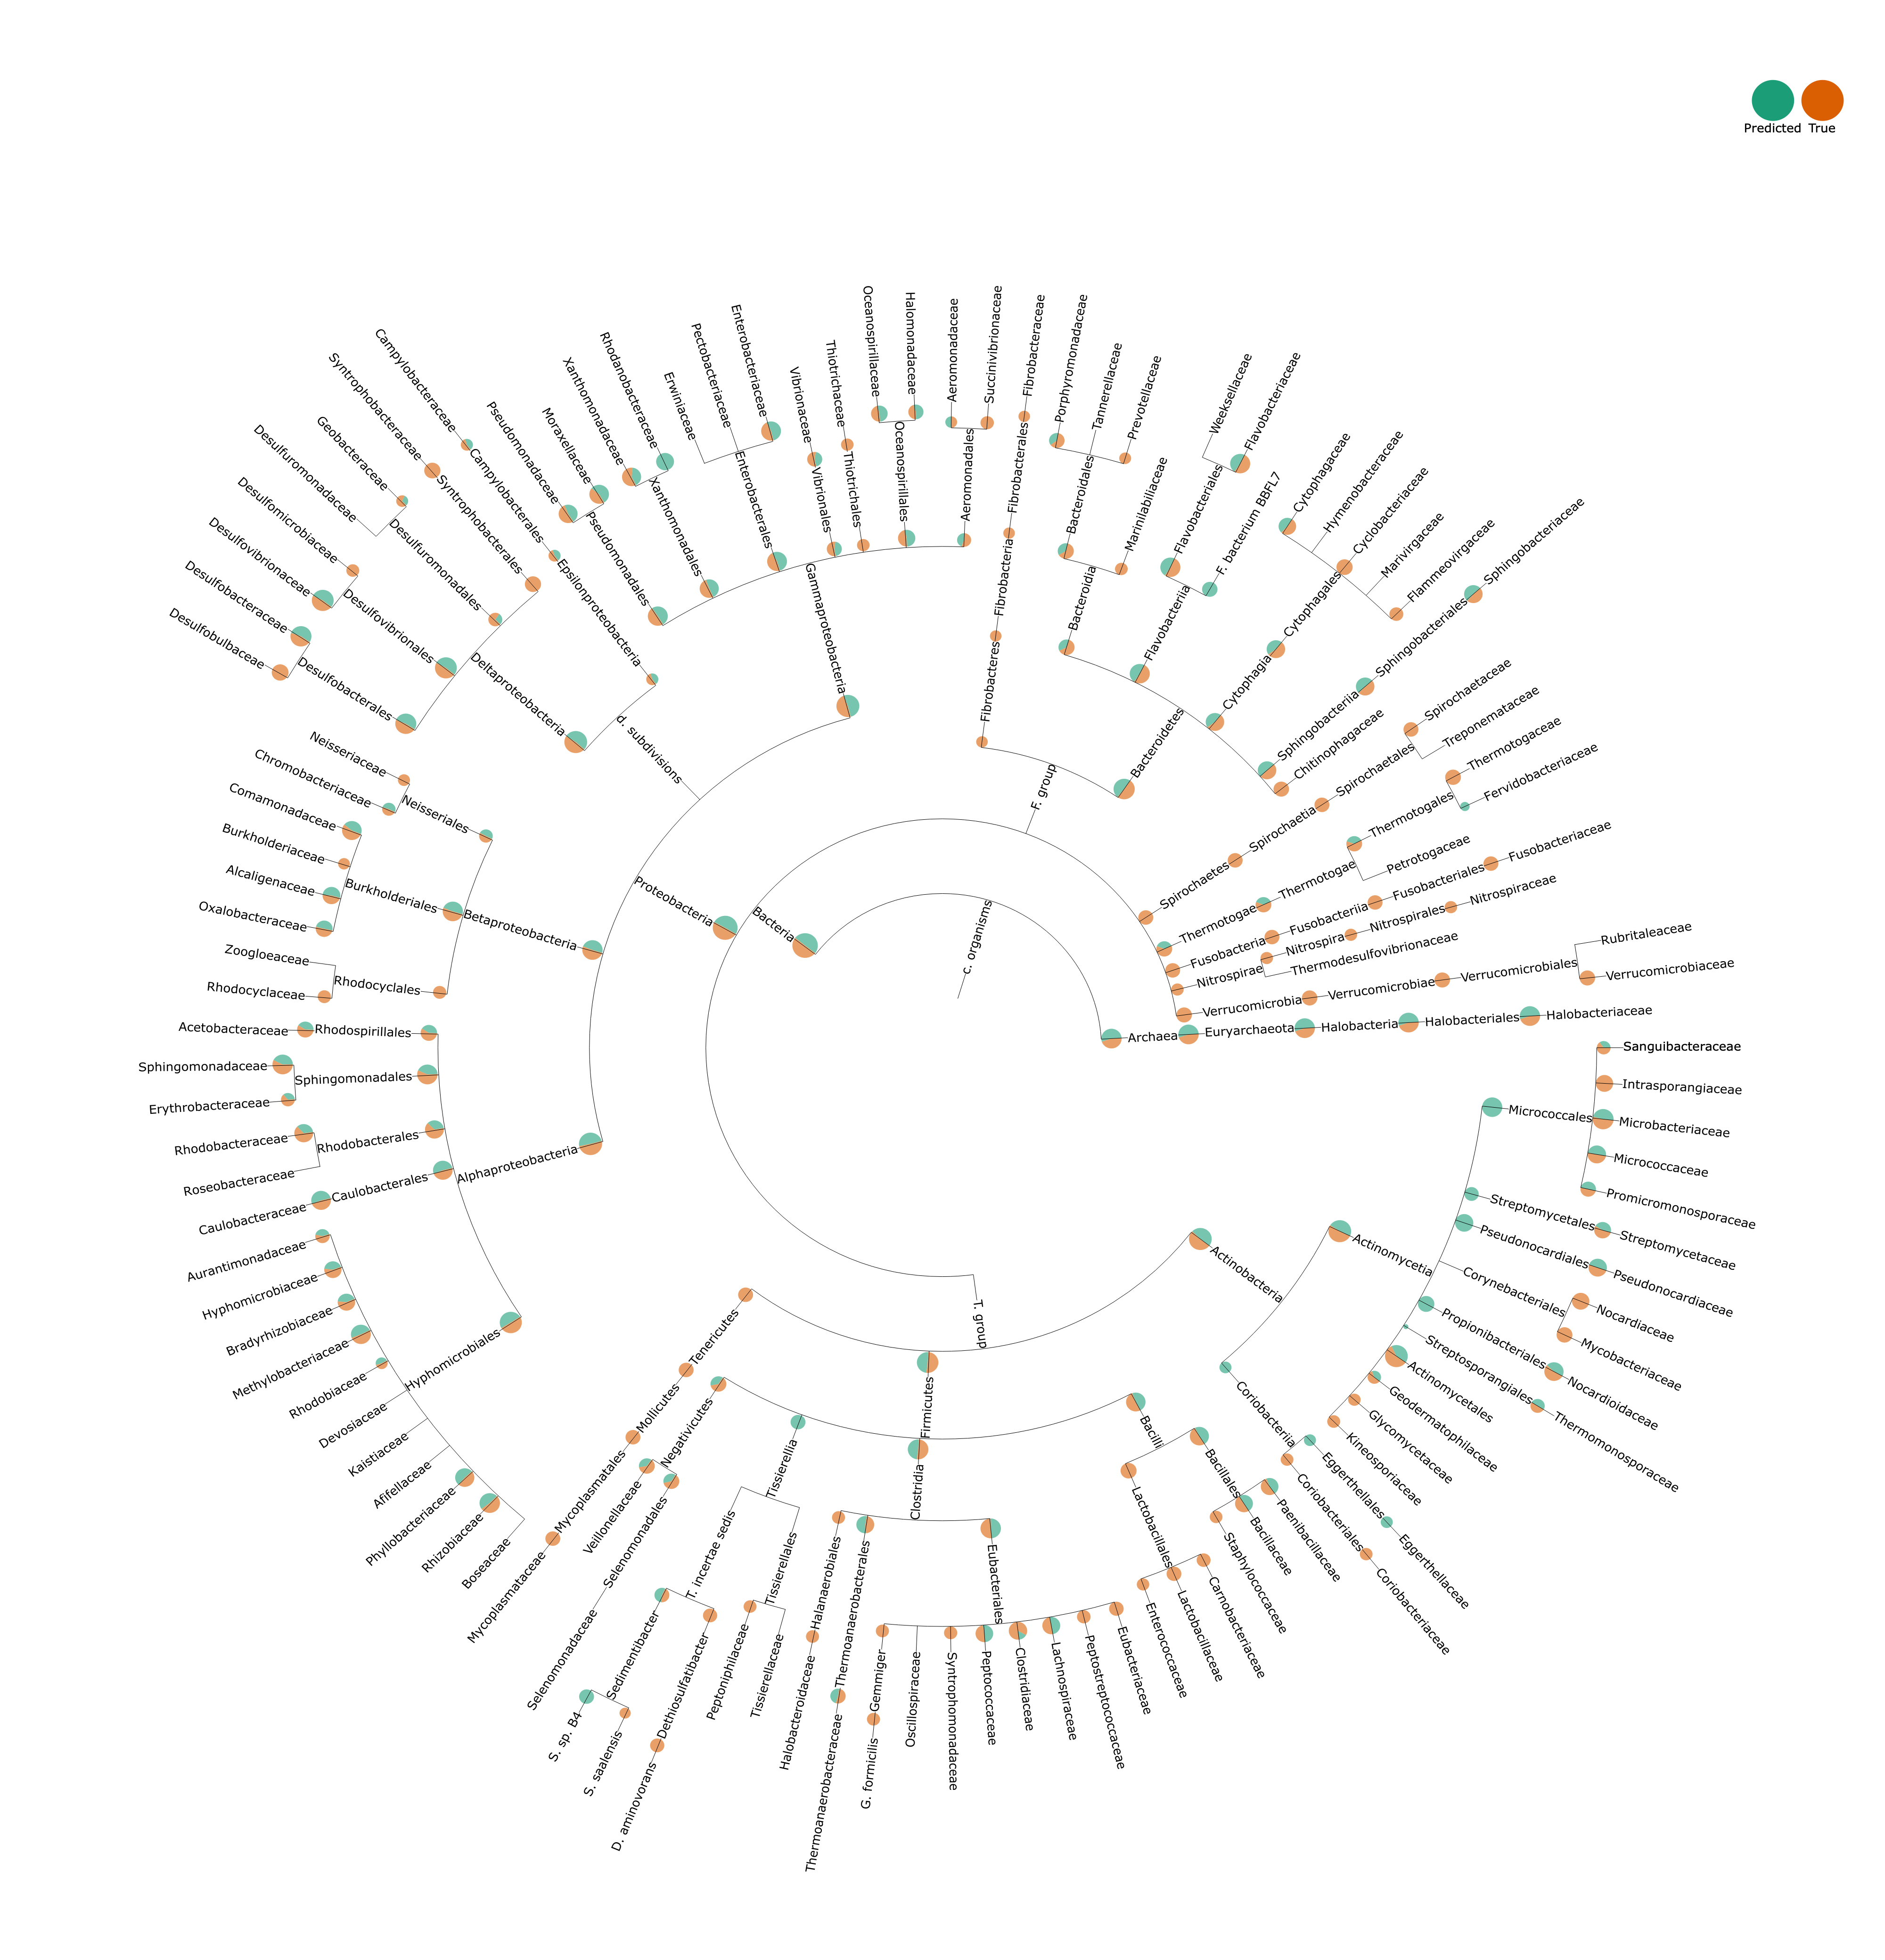 Predicted
True
c. organisms
Bacteria
Proteobacteria
F. group
T. group
d. subdivisions
Deltaproteobacteria
Epsilonproteobacteria
Gammaproteobacteria
Betaproteobacteria
Alphaproteobacteria
Campylobacterales
Campylobacteraceae
Syntrophobacterales
Syntrophobacteraceae
Desulfuromonadales
Geobacteraceae
Desulfuromonadaceae
Desulfovibrionales
Desulfomicrobiaceae
Desulfovibrionaceae
Desulfobacterales
Desulfobacteraceae
Desulfobulbaceae
Pseudomonadales
Pseudomonadaceae
Moraxellaceae
Xanthomonadales
Xanthomonadaceae
Rhodanobacteraceae
Enterobacterales
Erwiniaceae
Pectobacteriaceae
Enterobacteriaceae
Vibrionales
Vibrionaceae
Thiotrichales
Thiotrichaceae
Oceanospirillales
Oceanospirillaceae
Halomonadaceae
Aeromonadales
Aeromonadaceae
Succinivibrionaceae
Fibrobacteres
Fibrobacteria
Fibrobacterales
Fibrobacteraceae
Bacteroidetes
Bacteroidia
Bacteroidales
Porphyromonadaceae
Tannerellaceae
Prevotellaceae
Marinilabiliaceae
Flavobacteriia
Flavobacteriales
Weeksellaceae
Flavobacteriaceae
F. bacterium BBFL7
Cytophagia
Cytophagales
Cytophagaceae
Hymenobacteraceae
Cyclobacteriaceae
Marivirgaceae
Flammeovirgaceae
Sphingobacteriia
Sphingobacteriales
Sphingobacteriaceae
Chitinophagaceae
Spirochaetes
Spirochaetia
Spirochaetales
Spirochaetaceae
Treponemataceae
Thermotogae
Thermotogae
Thermotogales
Thermotogaceae
Fervidobacteriaceae
Petrotogaceae
Fusobacteria
Fusobacteriia
Fusobacteriales
Fusobacteriaceae
Nitrospirae
Nitrospira
Nitrospirales
Nitrospiraceae
Thermodesulfovibrionaceae
Verrucomicrobia
Verrucomicrobiae
Verrucomicrobiales
Rubritaleaceae
Verrucomicrobiaceae
Archaea
Euryarchaeota
Halobacteria
Halobacteriales
Halobacteriaceae
Neisseriales
Neisseriaceae
Chromobacteriaceae
Burkholderiales
Comamonadaceae
Burkholderiaceae
Alcaligenaceae
Oxalobacteraceae
Rhodocyclales
Zoogloeaceae
Rhodocyclaceae
Rhodospirillales
Acetobacteraceae
Sphingomonadales
Sphingomonadaceae
Erythrobacteraceae
Rhodobacterales
Rhodobacteraceae
Roseobacteraceae
Caulobacterales
Caulobacteraceae
Hyphomicrobiales
Aurantimonadaceae
Hyphomicrobiaceae
Bradyrhizobiaceae
Methylobacteriaceae
Rhodobiaceae
Devosiaceae
Kaistiaceae
Afifellaceae
Phyllobacteriaceae
Rhizobiaceae
Boseaceae
Tenericutes
Mollicutes
Mycoplasmatales
Mycoplasmataceae
Firmicutes
Negativicutes
Veillonellaceae
Selenomonadales
Selenomonadaceae
Tissierellia
T. incertae sedis
Sedimentibacter
S. sp. B4
S. saalensis
Dethiosulfatibacter
D. aminovorans
Tissierellales
Peptoniphilaceae
Tissierellaceae
Clostridia
Halanaerobiales
Halobacteroidaceae
Thermoanaerobacterales
Thermoanaerobacteraceae
Eubacteriales
Gemmiger
G. formicilis
Oscillospiraceae
Syntrophomonadaceae
Peptococcaceae
Clostridiaceae
Lachnospiraceae
Peptostreptococcaceae
Eubacteriaceae
Bacilli
Lactobacillales
Enterococcaceae
Lactobacillaceae
Carnobacteriaceae
Bacillales
Staphylococcaceae
Bacillaceae
Paenibacillaceae
Actinobacteria
Coriobacteriia
Coriobacteriales
Coriobacteriaceae
Eggerthellales
Eggerthellaceae
Actinomycetia
Kineosporiaceae
Glycomycetaceae
Geodermatophilaceae
Actinomycetales
Streptosporangiales
Thermomonosporaceae
Propionibacteriales
Nocardioidaceae
Corynebacteriales
Mycobacteriaceae
Nocardiaceae
Pseudonocardiales
Pseudonocardiaceae
Streptomycetales
Streptomycetaceae
Micrococcales
Promicromonosporaceae
Micrococcaceae
Microbacteriaceae
Intrasporangiaceae
Sanguibacteraceae